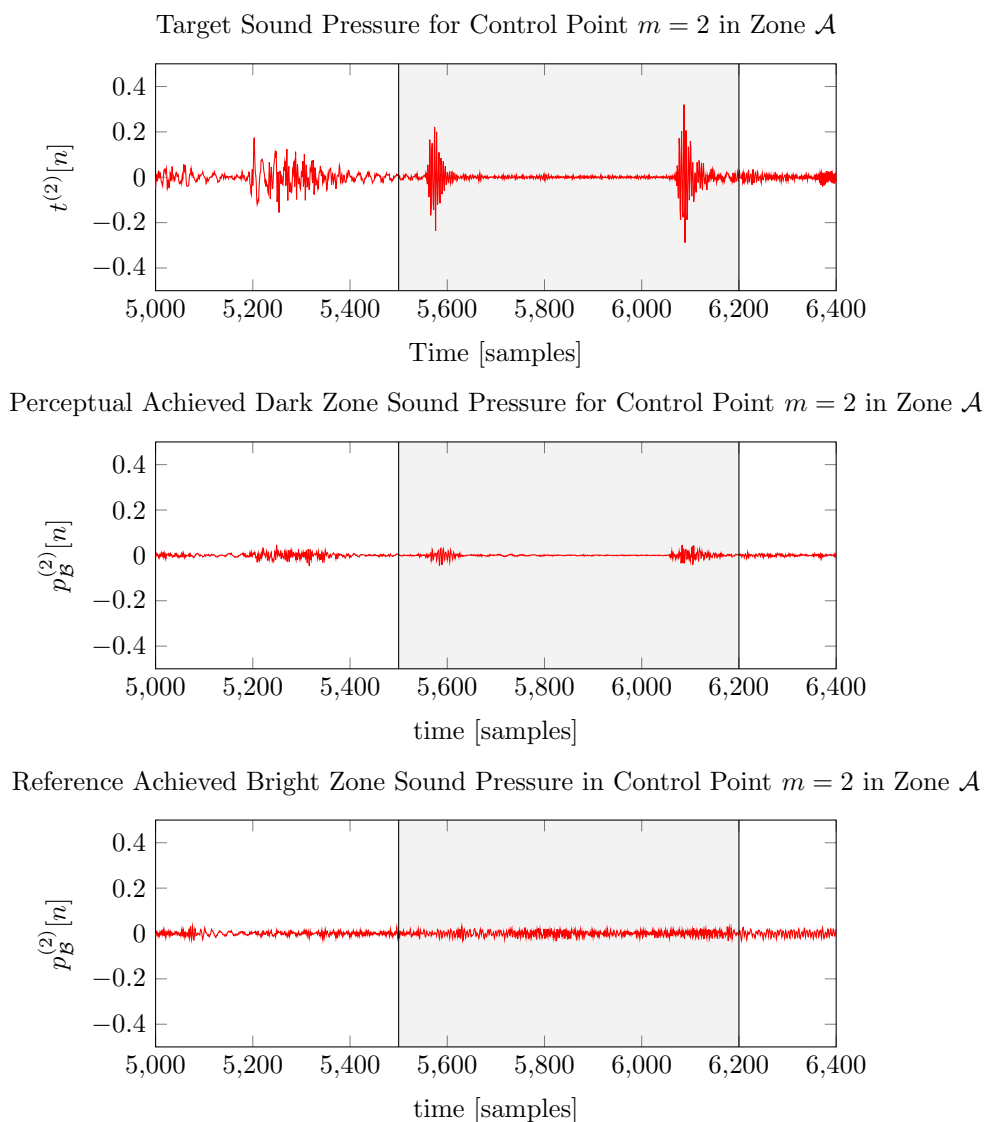 Target Sound Pressure for Control Point m = 2 in Zone 𝒜
0.4
0.2
0
−0.2
−0.4
t⁽²⁾[n]
5,000 5,200 5,400 5,600 5,800 6,000 6,200 6,400
Time [samples]
Perceptual Achieved Dark Zone Sound Pressure for Control Point m = 2 in Zone 𝒜
0.4
0.2
0
−0.2
−0.4
p_ℬ⁽²⁾[n]
5,000 5,200 5,400 5,600 5,800 6,000 6,200 6,400
time [samples]
Reference Achieved Bright Zone Sound Pressure in Control Point m = 2 in Zone 𝒜
0.4
0.2
0
−0.2
−0.4
p_ℬ⁽²⁾[n]
5,000 5,200 5,400 5,600 5,800 6,000 6,200 6,400
time [samples]